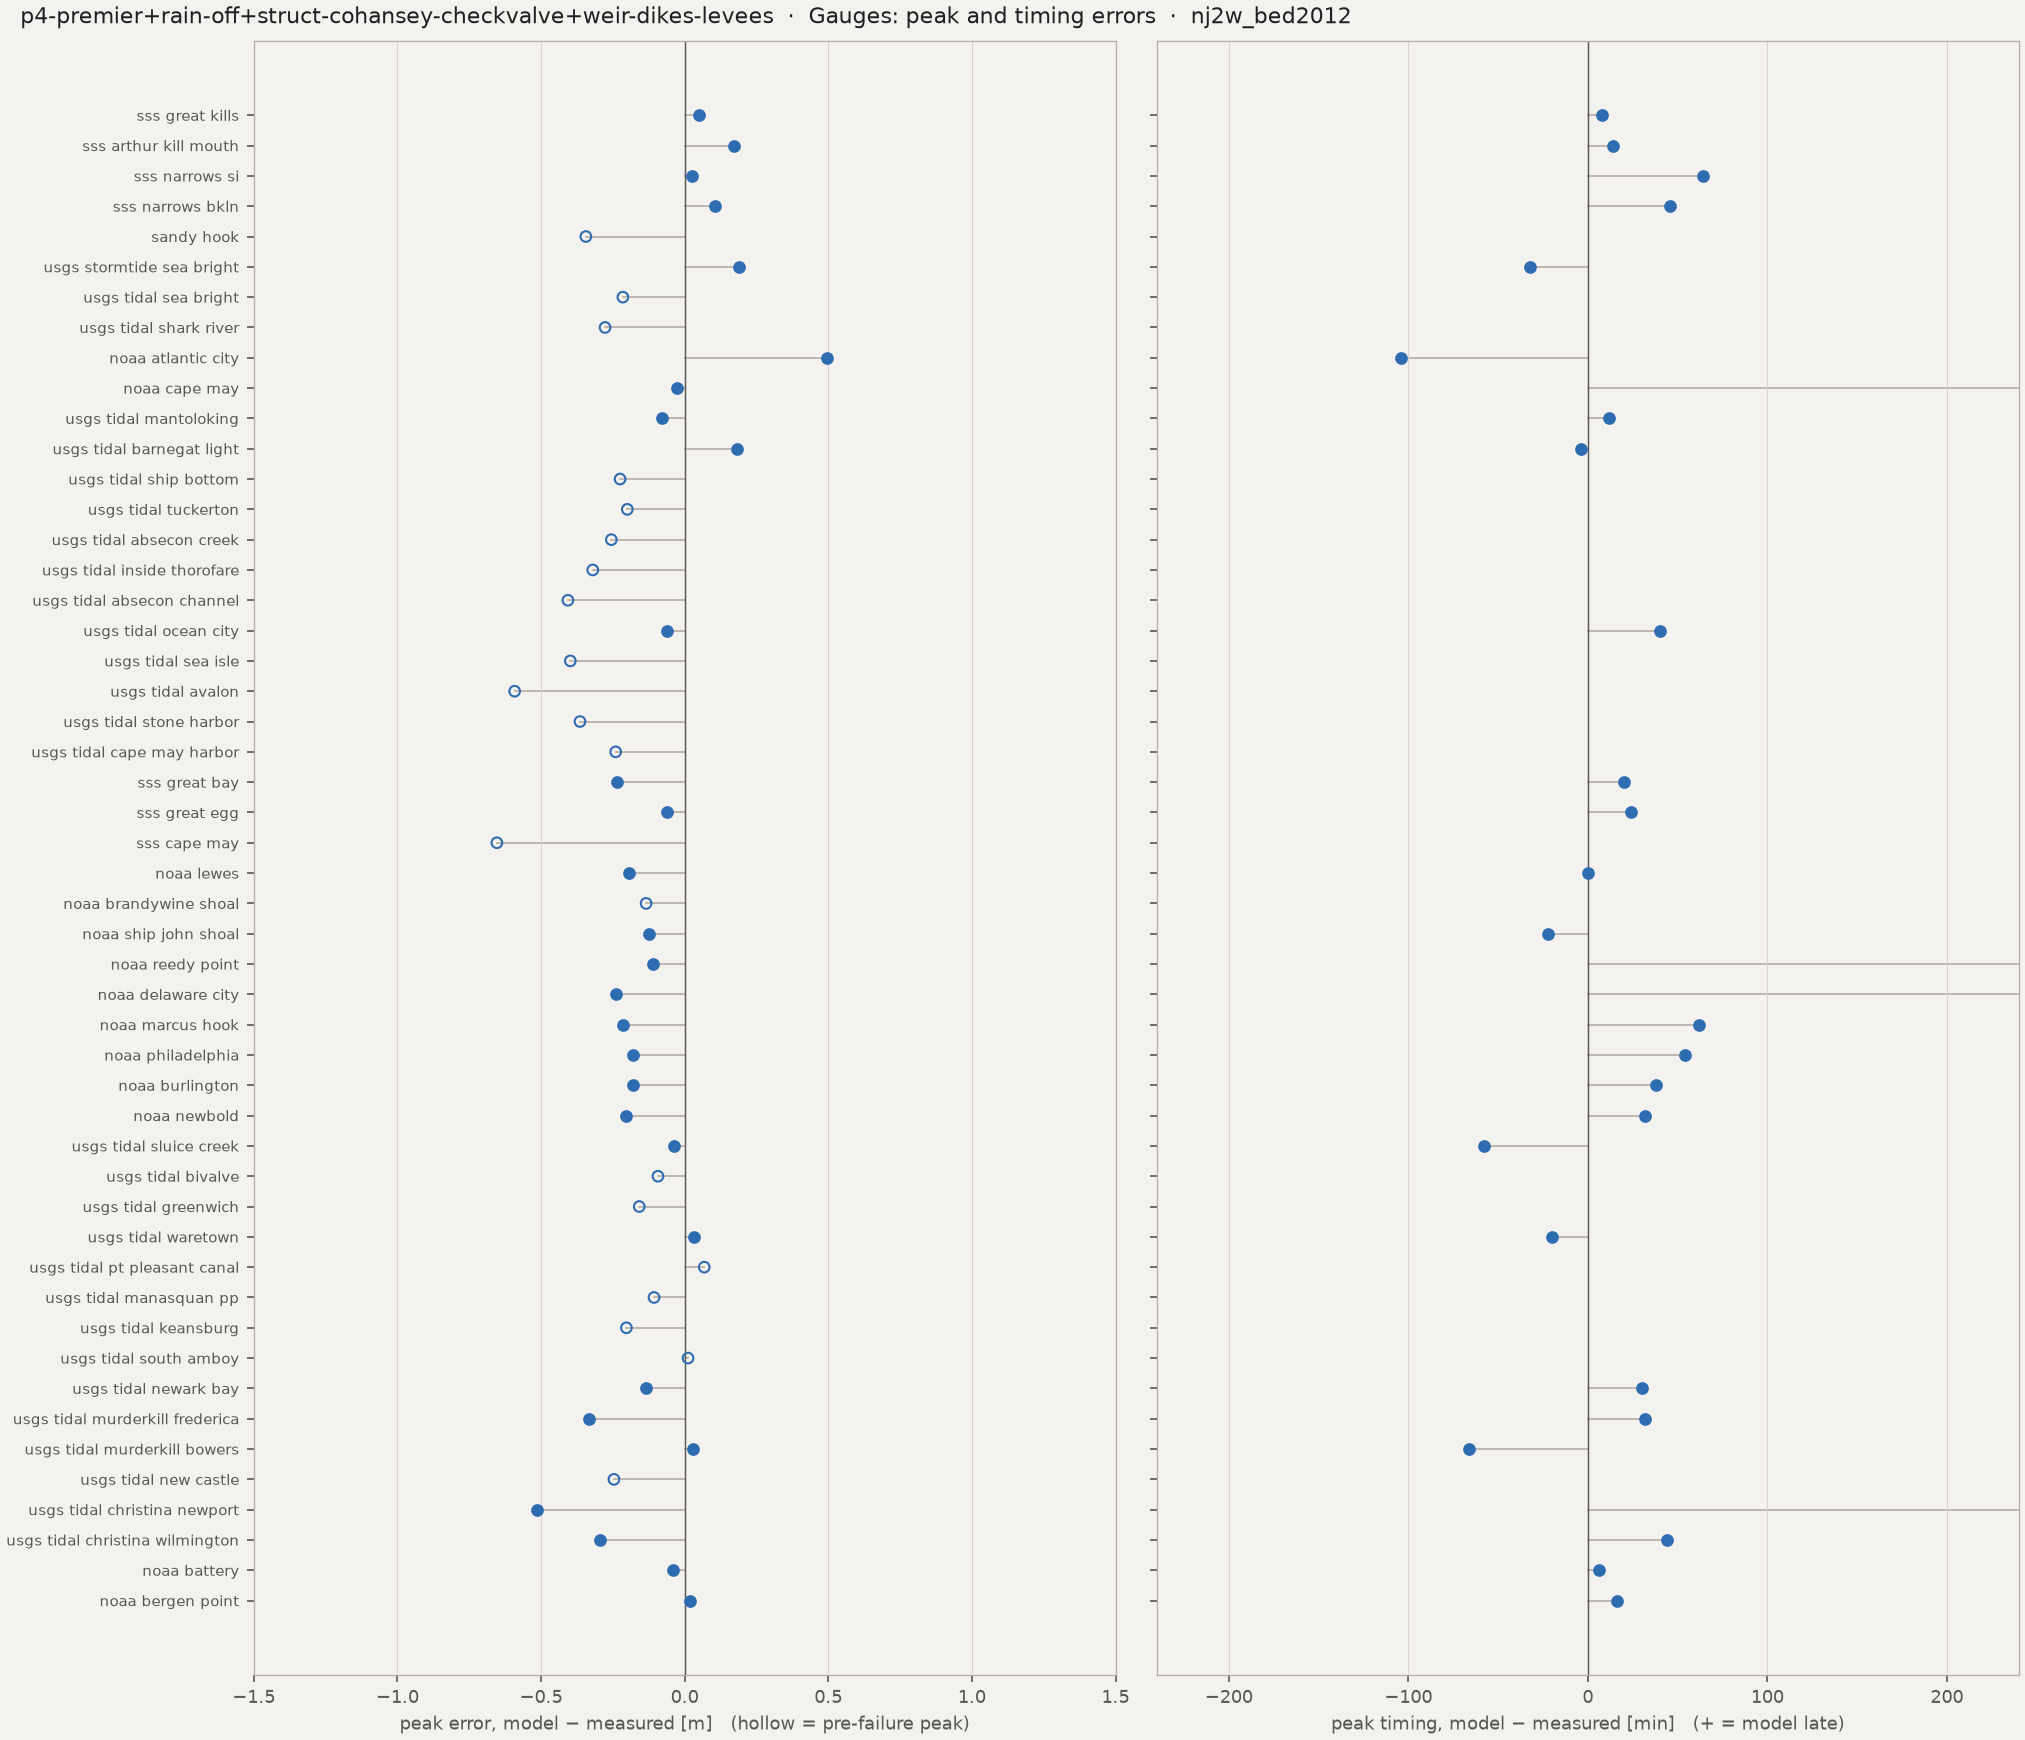 p4-premier+rain-off+struct-cohansey-checkvalve+weir-dikes-levees · Gauges: peak and timing errors · nj2w_bed2012
sss great kills
sss arthur kill mouth
sss narrows si
sss narrows bkln
sandy hook
usgs stormtide sea bright
usgs tidal sea bright
usgs tidal shark river
noaa atlantic city
noaa cape may
usgs tidal mantoloking
usgs tidal barnegat light
usgs tidal ship bottom
usgs tidal tuckerton
usgs tidal absecon creek
usgs tidal inside thorofare
usgs tidal absecon channel
usgs tidal ocean city
usgs tidal sea isle
usgs tidal avalon
usgs tidal stone harbor
usgs tidal cape may harbor
sss great bay
sss great egg
sss cape may
noaa lewes
noaa brandywine shoal
noaa ship john shoal
noaa reedy point
noaa delaware city
noaa marcus hook
noaa philadelphia
noaa burlington
noaa newbold
usgs tidal sluice creek
usgs tidal bivalve
usgs tidal greenwich
usgs tidal waretown
usgs tidal pt pleasant canal
usgs tidal manasquan pp
usgs tidal keansburg
usgs tidal south amboy
usgs tidal newark bay
usgs tidal murderkill frederica
usgs tidal murderkill bowers
usgs tidal new castle
usgs tidal christina newport
usgs tidal christina wilmington
noaa battery
noaa bergen point
−1.5 −1.0 −0.5 0.0 0.5 1.0 1.5
peak error, model − measured [m] (hollow = pre-failure peak)
−200 −100 0 100 200
peak timing, model − measured [min] (+ = model late)